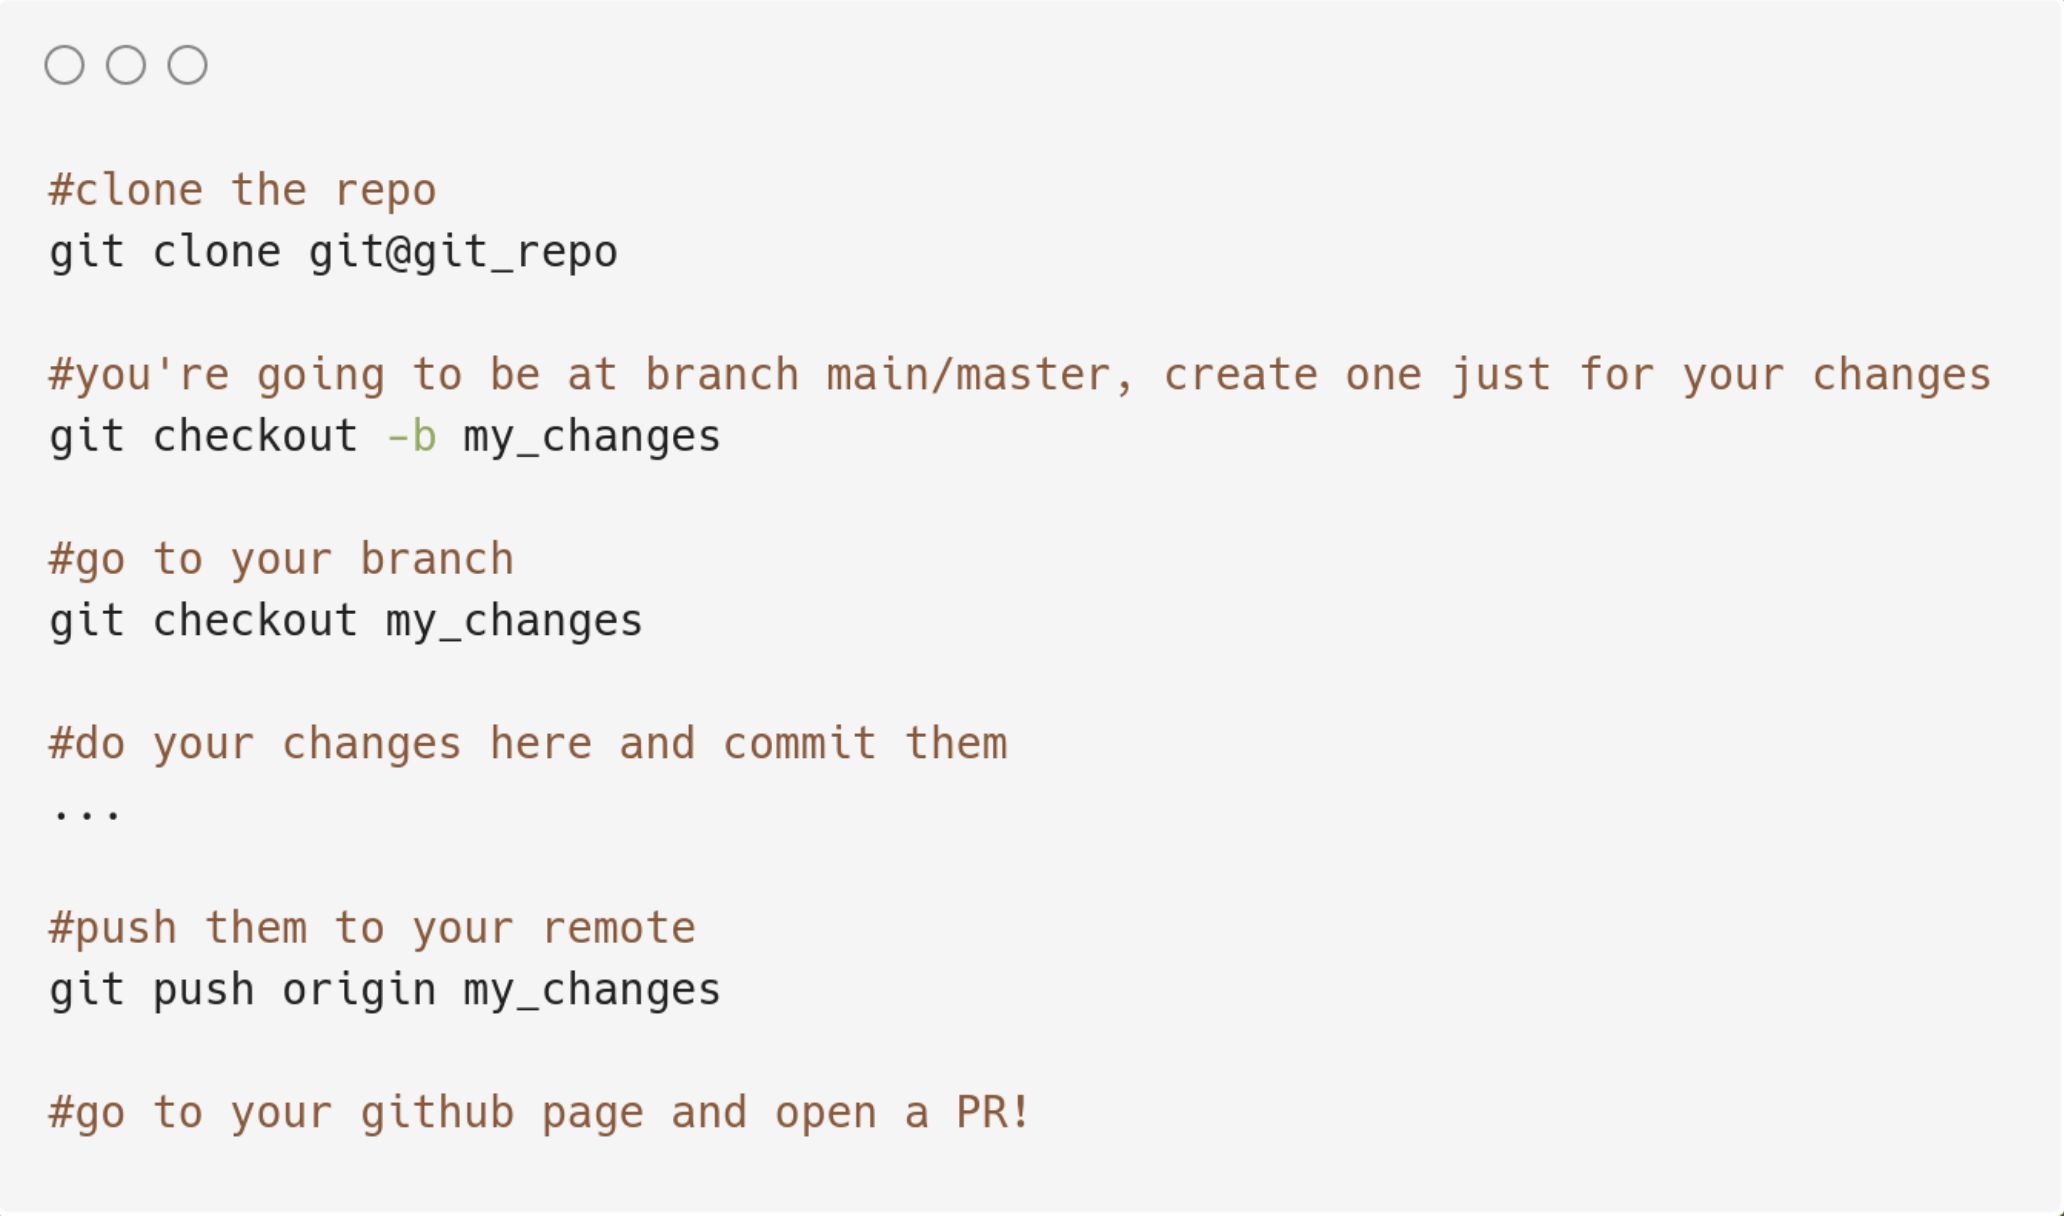 #clone the repo
git clone git@git_repo
#you're going to be at branch main/master, create one just for your changes
git checkout -b my_changes
#go to your branch
git checkout my_changes
#do your changes here and commit them
...
#push them to your remote
git push origin my_changes
#go to your github page and open a PR!